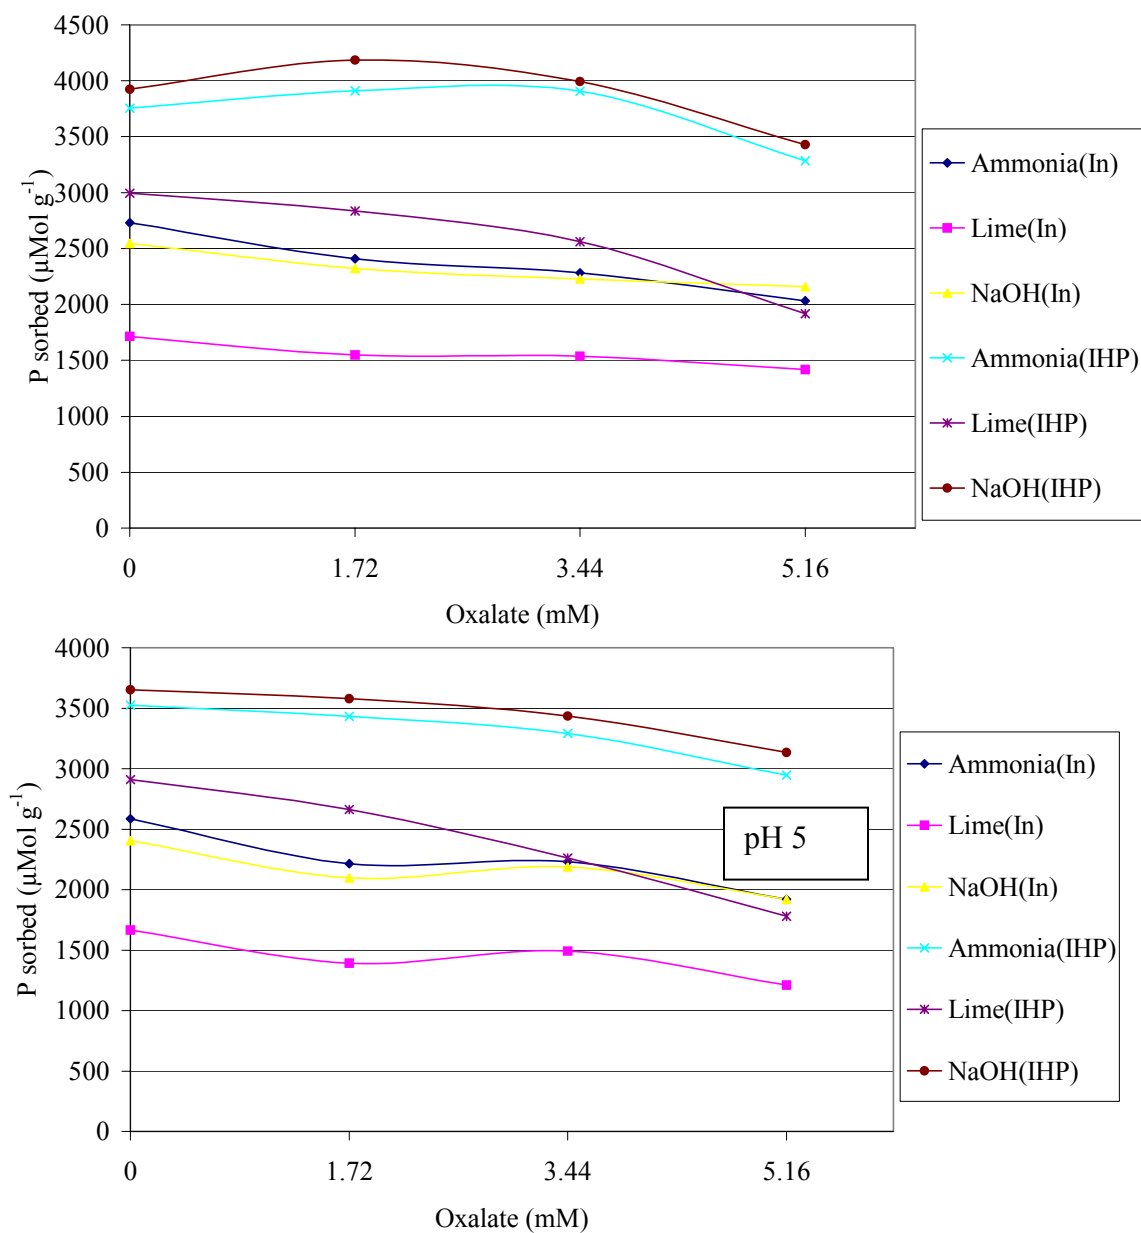 4500
4000
3500
3000
2500
2000
1500
1000
500
0
P sorbed (µMol g-1)
0 1.72 3.44 5.16
Oxalate (mM)
Ammonia(In)
Lime(In)
NaOH(In)
Ammonia(IHP)
Lime(IHP)
NaOH(IHP)
4000
3500
3000
2500
2000
1500
1000
500
0
P sorbed (µMol g-1)
0 1.72 3.44 5.16
Oxalate (mM)
pH 5
Ammonia(In)
Lime(In)
NaOH(In)
Ammonia(IHP)
Lime(IHP)
NaOH(IHP)